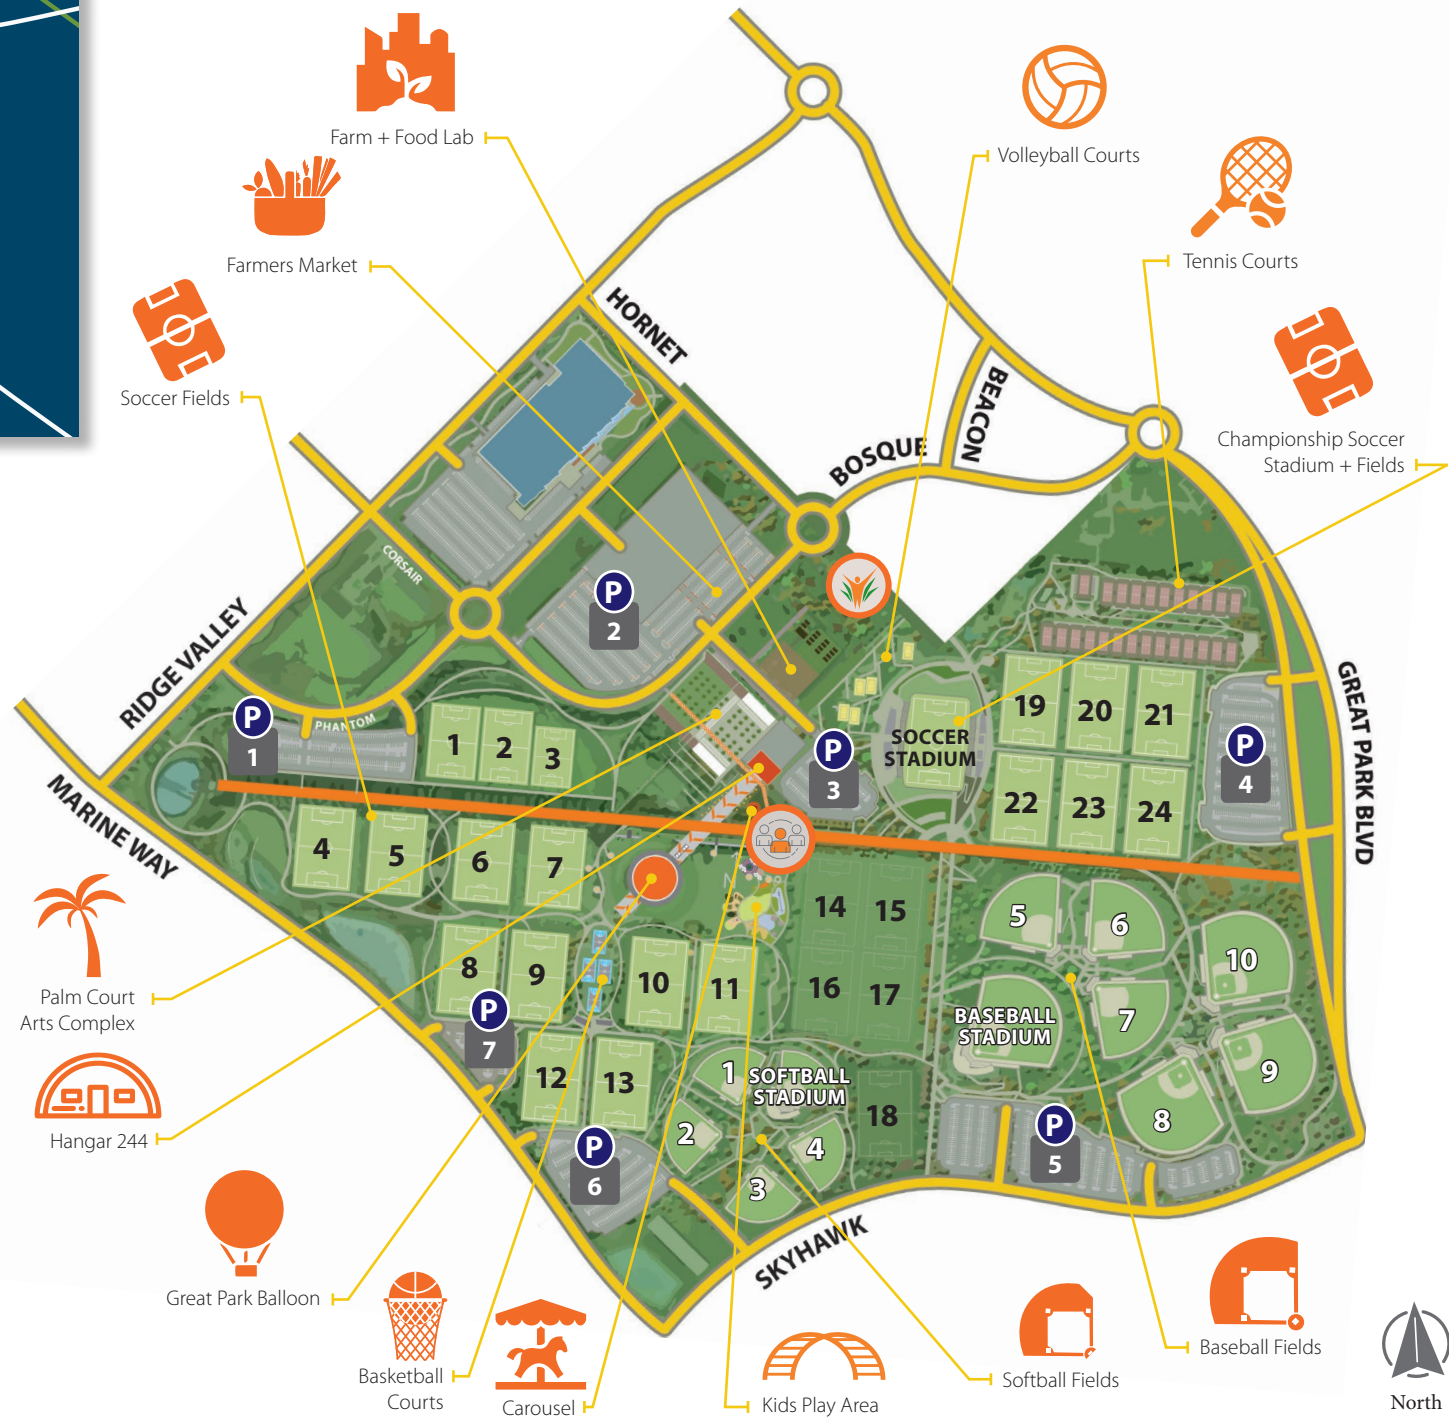 Farm + Food Lab
Volleyball Courts
Farmers Market
Tennis Courts
HORNET
Soccer Fields
BEACON
Championship Soccer
Stadium + Fields
BOSQUE
CORSAIR
P
2
RIDGE VALLEY
GREAT PARK BLVD
P
1
PHANTOM
1
2
3
P
3
SOCCER
STADIUM
19
20
21
22
23
24
P
4
MARINE WAY
4
5
6
7
14
15
16
17
5
6
10
7
BASEBALL
STADIUM
9
8
8
9
10
11
P
7
12
13
1
SOFTBALL
STADIUM
2
4
3
18
P
5
P
6
Palm Court
Arts Complex
Hangar 244
SKYHAWK
Great Park Balloon
Basketball
Courts
Carousel
Kids Play Area
Softball Fields
Baseball Fields
North